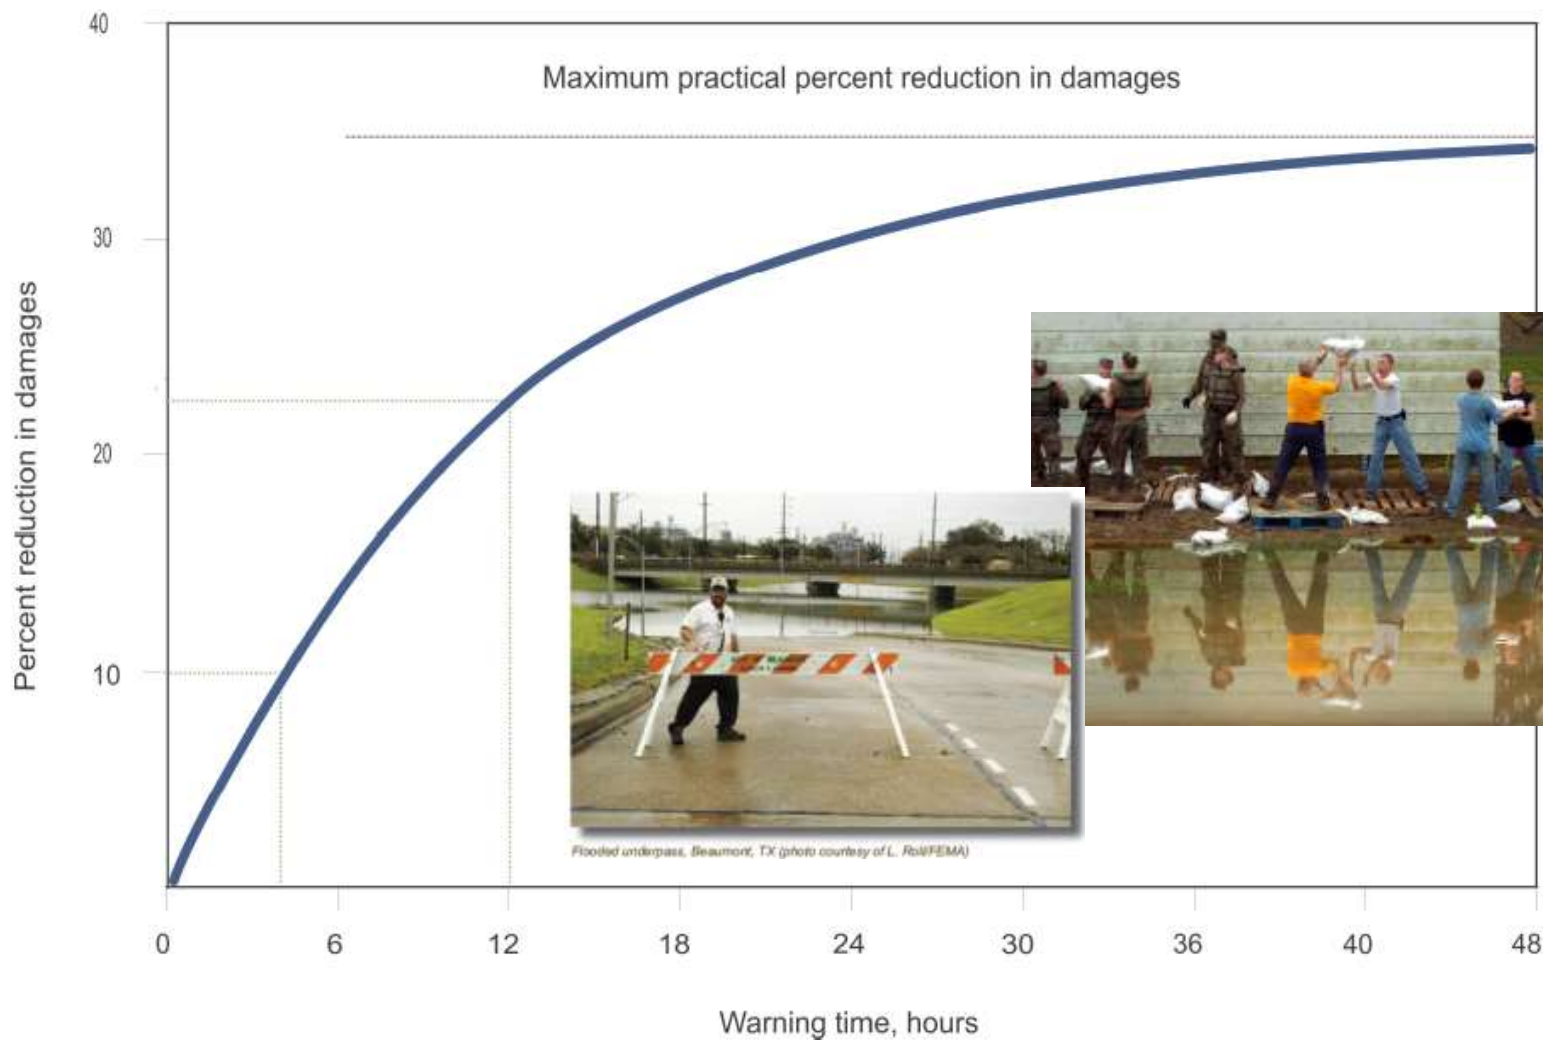 40
Maximum practical percent reduction in damages
30
20
10
Percent reduction in damages
0 6 12 18 24 30 36 40 48
Warning time, hours
Flooded underpass, Beaumont, TX (photo courtesy of L. Roll/FEMA)